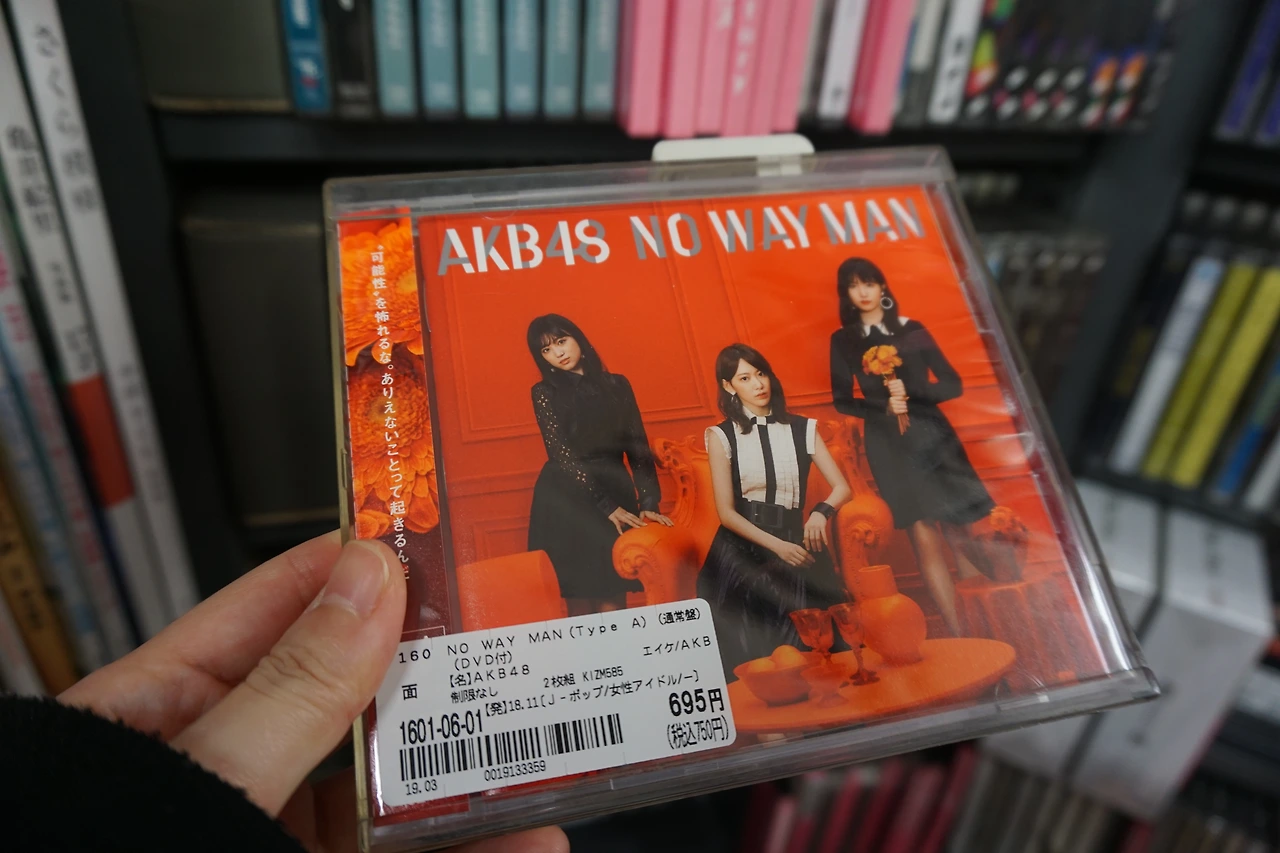 AKB48 NO WAY MAN
"可能性"を怖れるな。ありえないことって起きるんだ
160 NO WAY MAN(Type A)(通常盤)
(DVD付) エイケ/AKB
【名】AKB48
面 制限なし 2枚組 KIZM585
【発】18.11[J-ポップ/女性アイドル/-]
1601-06-01 695円
(税込750円)
0019133359
19.03
さくら